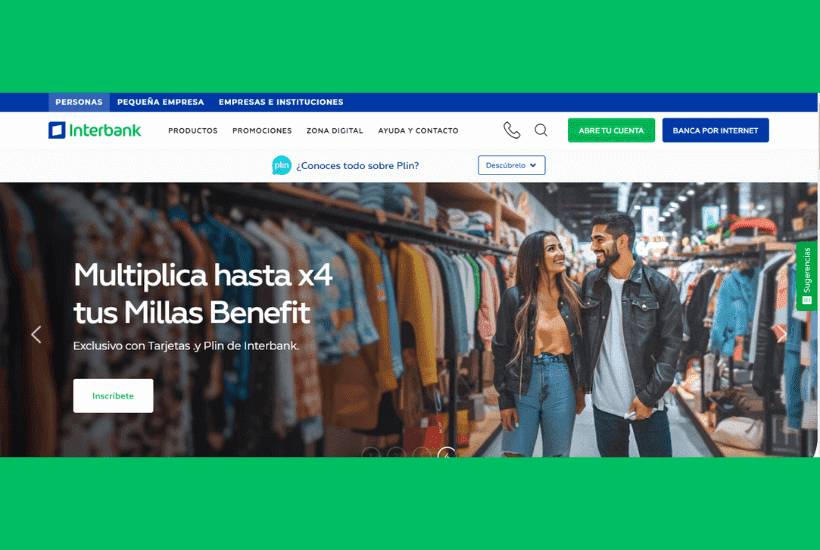 PERSONAS PEQUEÑA EMPRESA EMPRESAS E INSTITUCIONES
Interbank PRODUCTOS PROMOCIONES ZONA DIGITAL AYUDA Y CONTACTO ABRE TU CUENTA BANCA POR INTERNET
plin ¿Conoces todo sobre Plin? Descúbrelo
Multiplica hasta x4
tus Millas Benefit
Exclusivo con Tarjetas y Plin de Interbank.
Inscríbete
Sugerencias